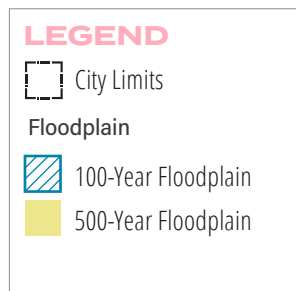 LEGEND
City Limits
Floodplain
100-Year Floodplain
500-Year Floodplain